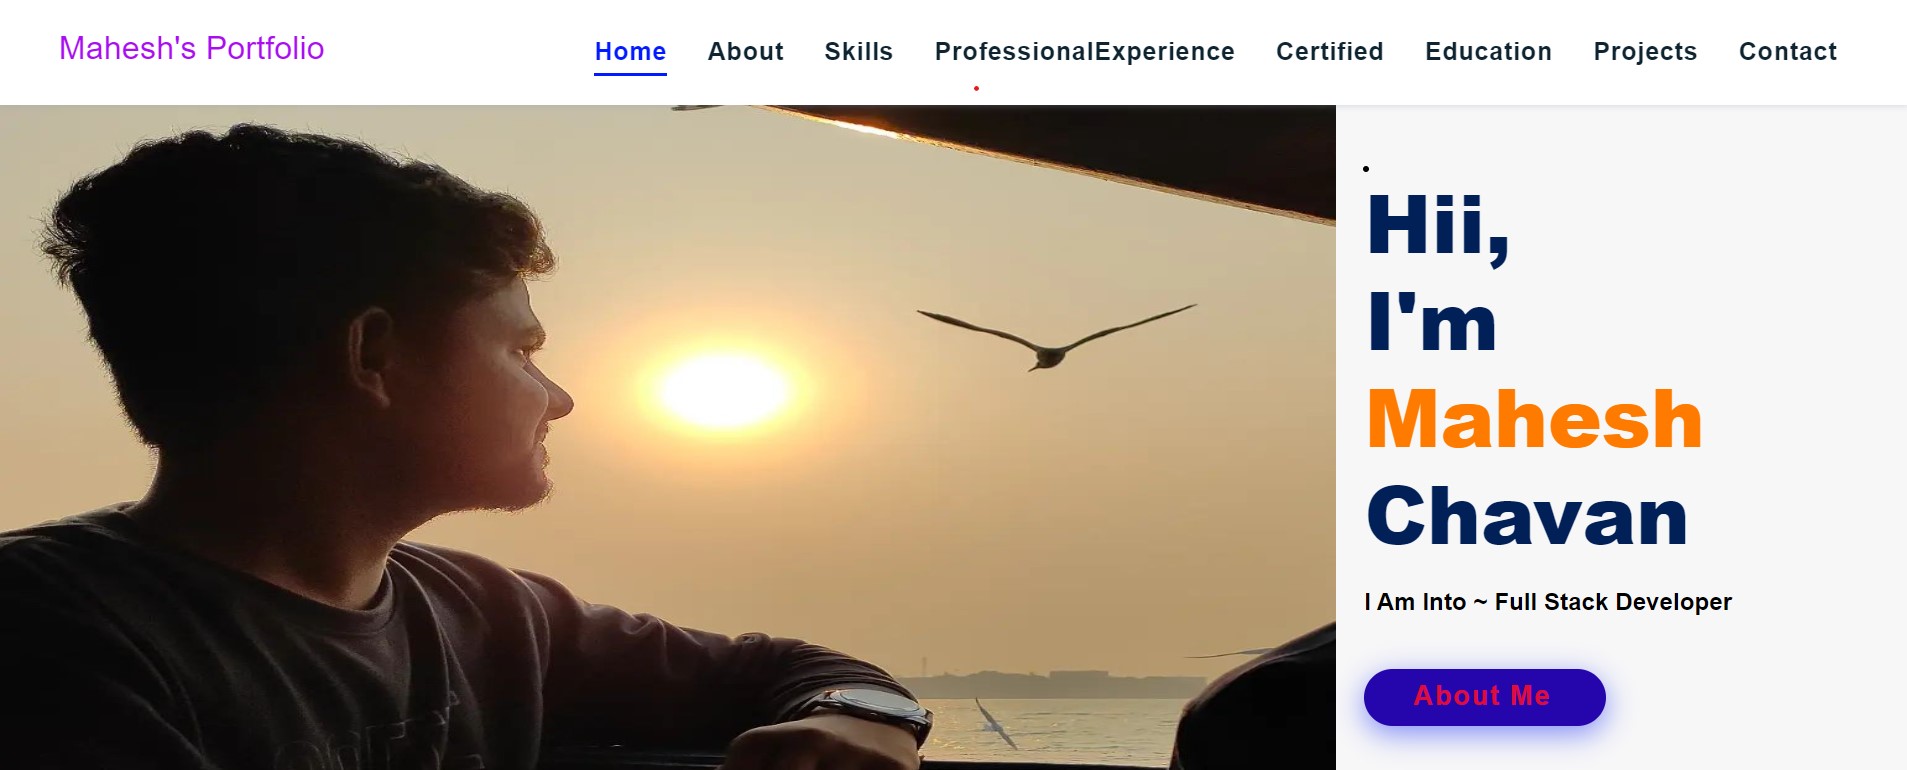 Mahesh's Portfolio
Home About Skills ProfessionalExperience Certified Education Projects Contact
Hii,
I'm
Mahesh
Chavan
I Am Into ~ Full Stack Developer
About Me